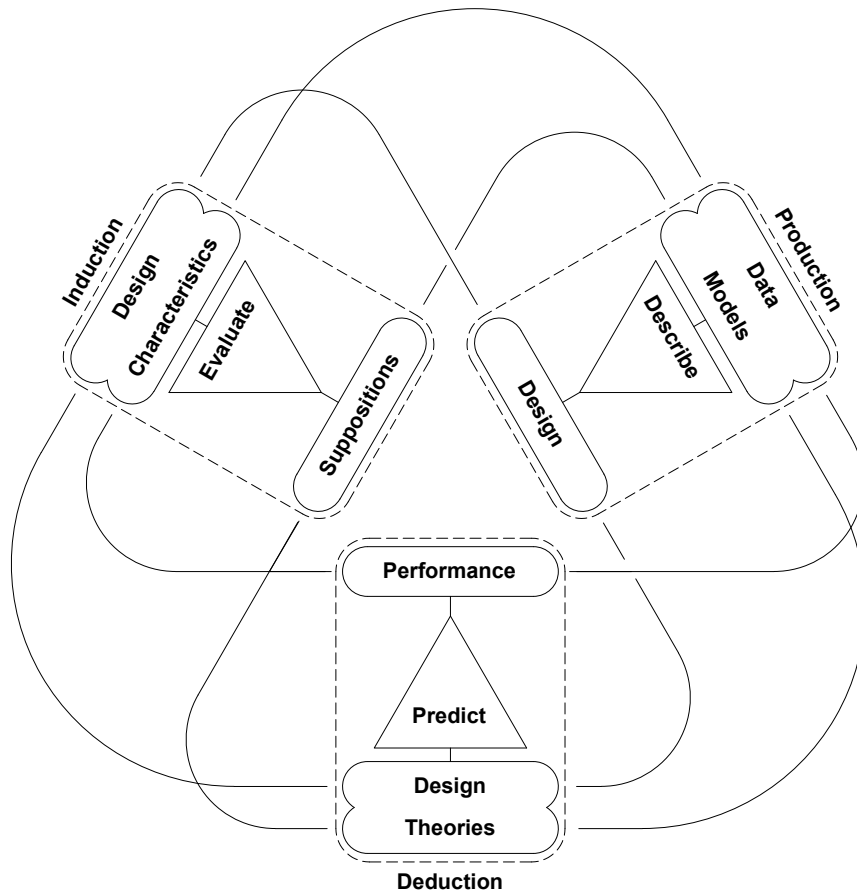 Induction
Design
Characteristics
Evaluate
Suppositions
Production
Data
Models
Describe
Design
Performance
Predict
Design
Theories
Deduction